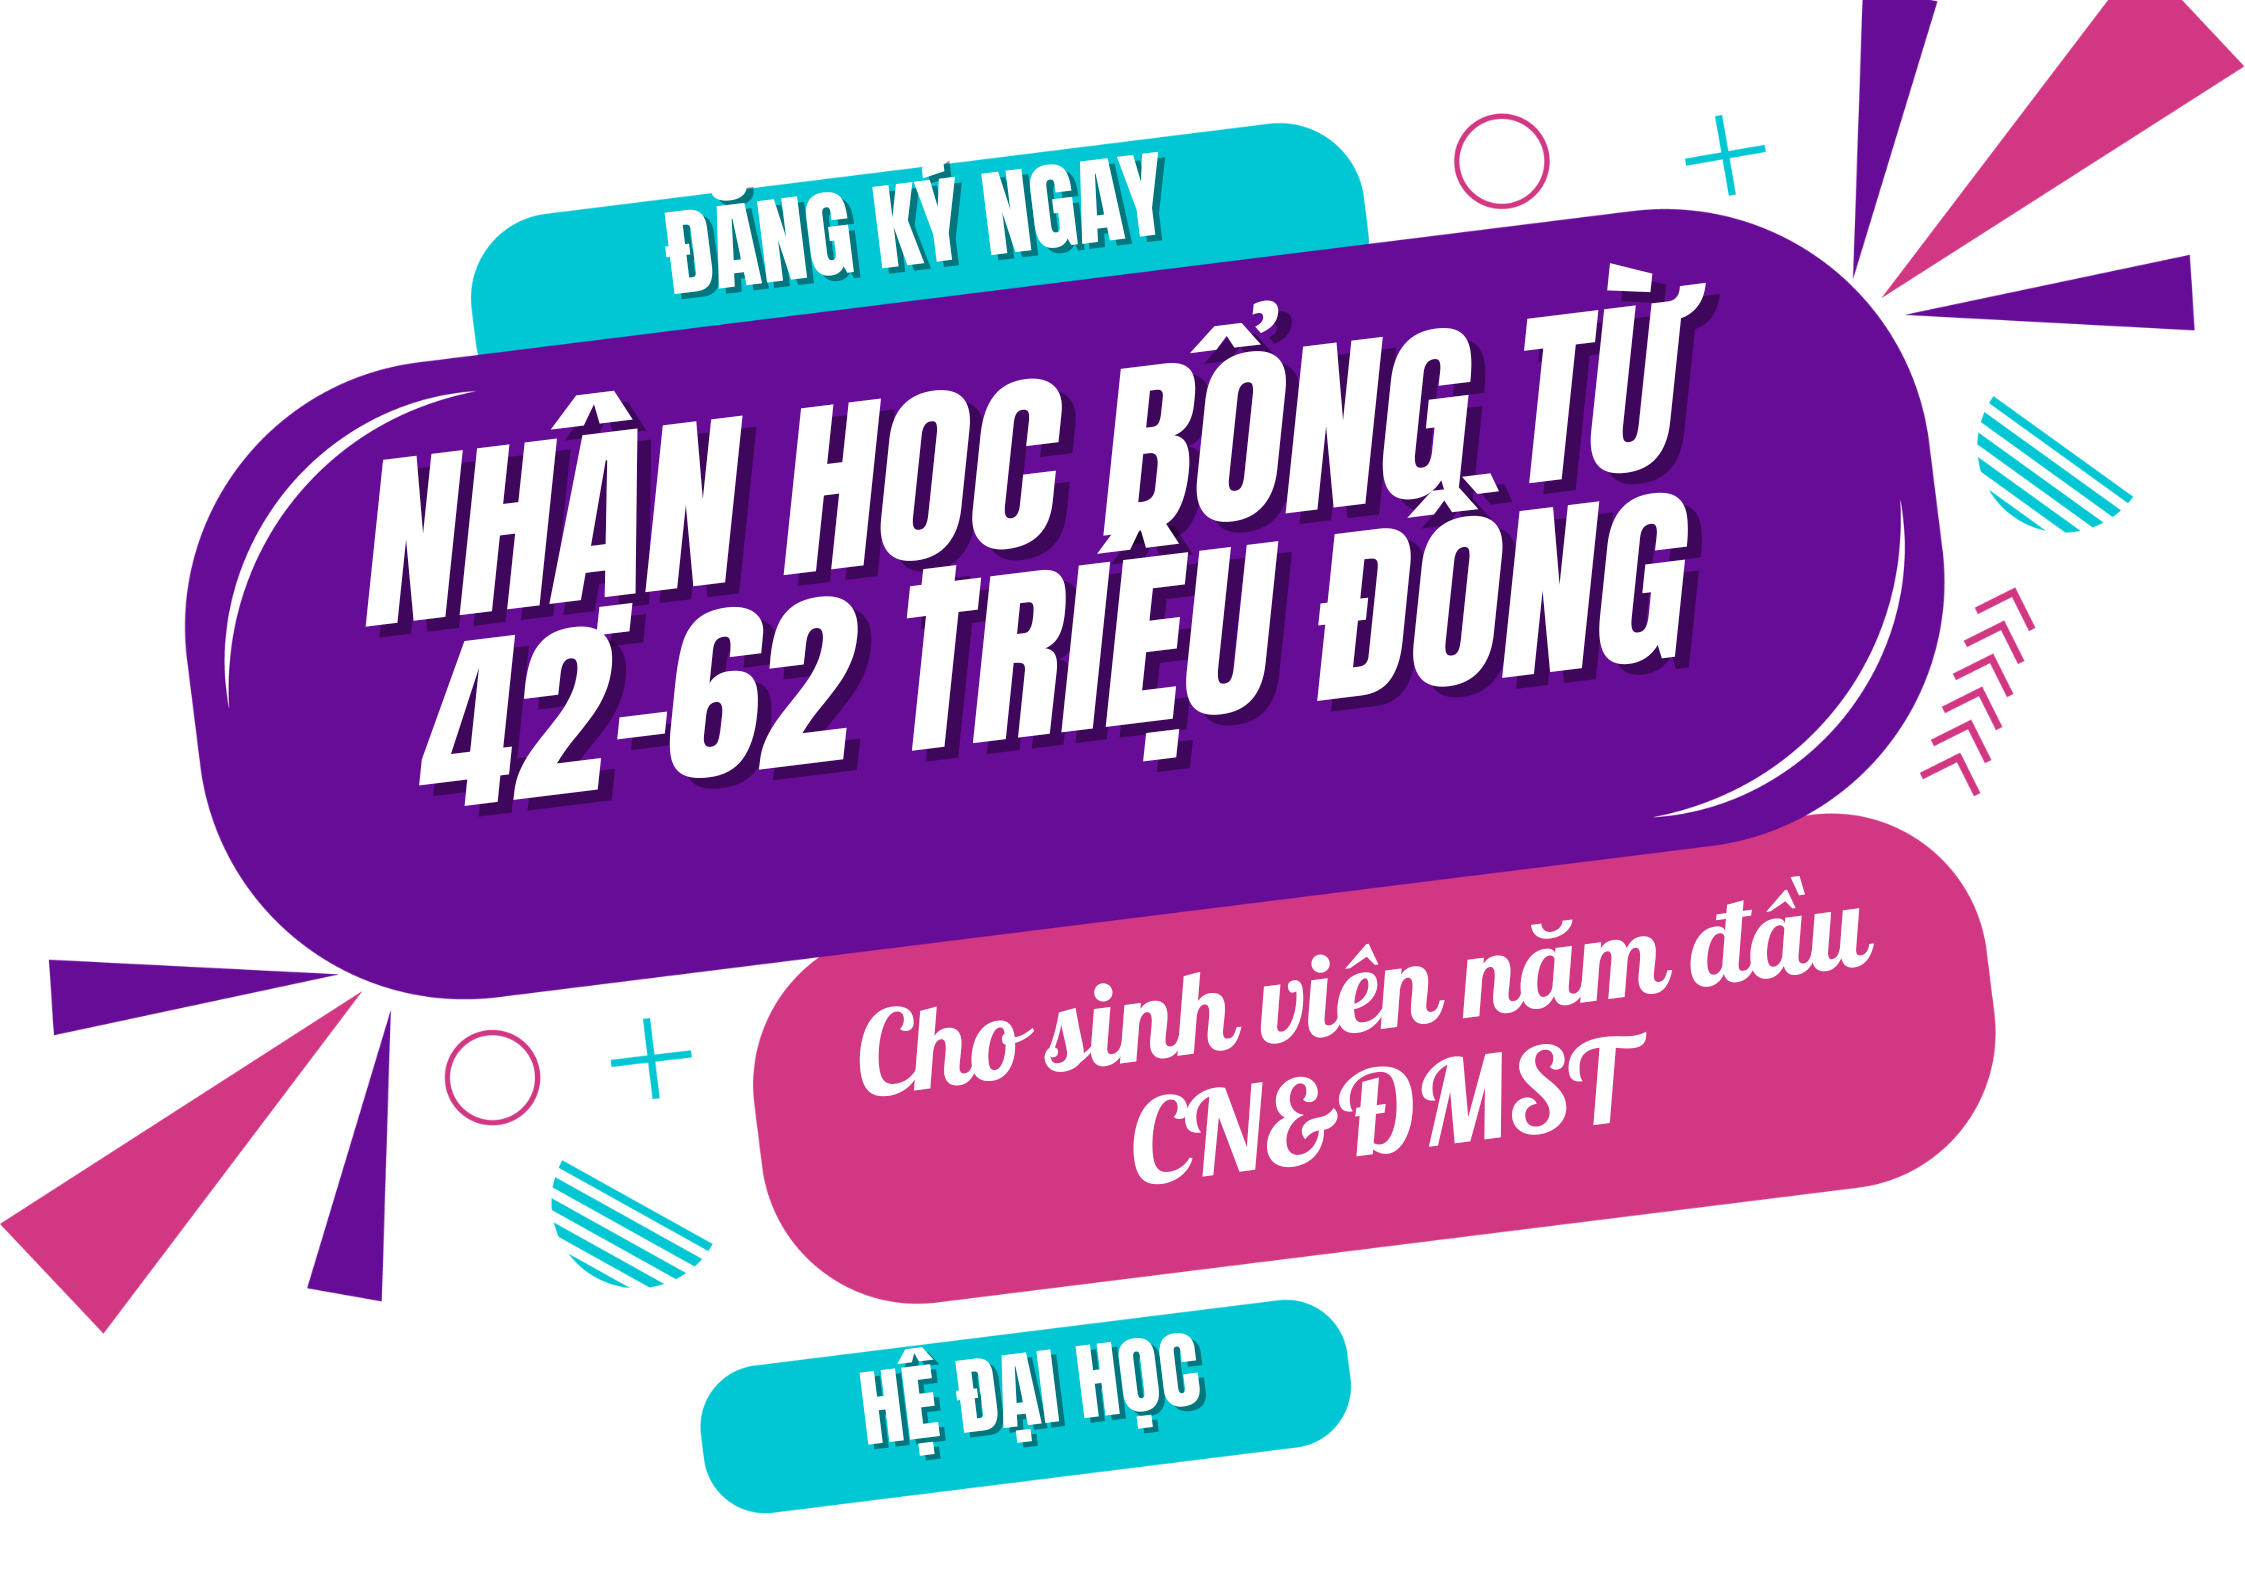 ĐĂNG KÝ NGAY
NHẬN HỌC BỔNG TỪ
42-62 TRIỆU ĐỒNG
Cho sinh viên năm đầu
CN&ĐMST
HỆ ĐẠI HỌC